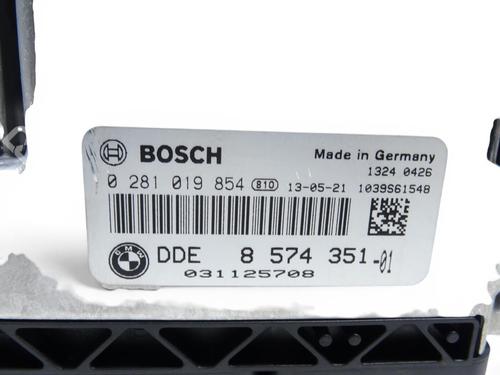 BOSCH
Made in Germany
1324 0426
0 281 019 854 810 13-05-21 1039S61548
BMW
DDE 8 574 351-01
031125708